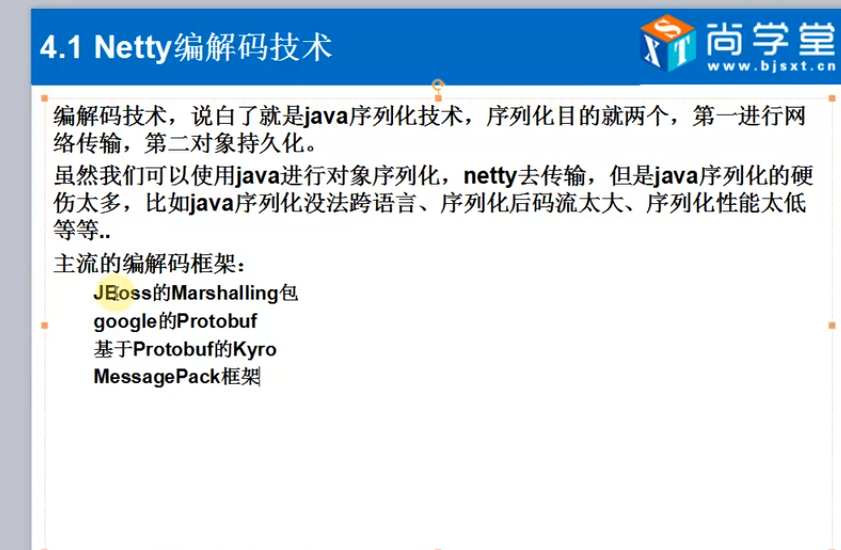 4.1 Netty编解码技术
SXT
尚学堂
www.bjsxt.cn
编解码技术，说白了就是java序列化技术，序列化目的就两个，第一进行网
络传输，第二对象持久化。
虽然我们可以使用java进行对象序列化，netty去传输，但是java序列化的硬
伤太多，比如java序列化没法跨语言、序列化后码流太大、序列化性能太低
等等..
主流的编解码框架：
JBoss的Marshalling包
google的Protobuf
基于Protobuf的Kyro
MessagePack框架